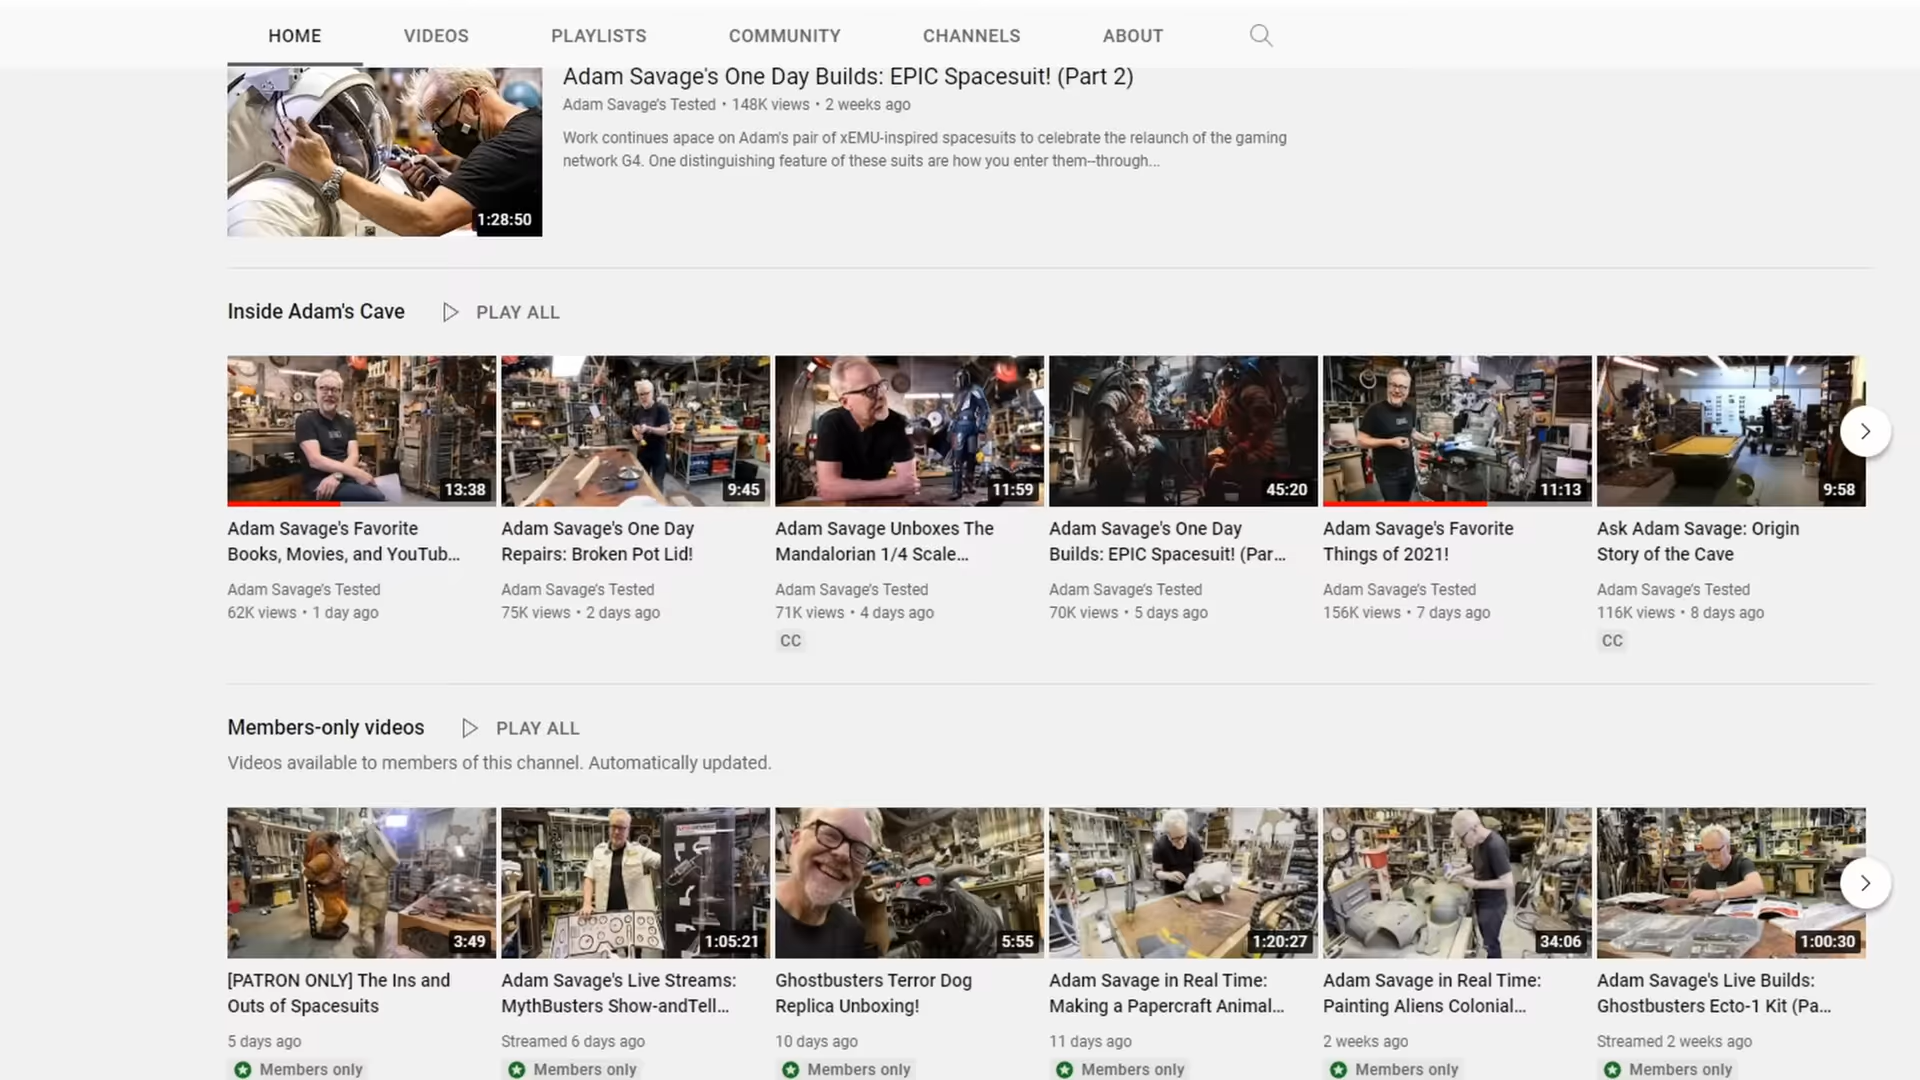 HOME VIDEOS PLAYLISTS COMMUNITY CHANNELS ABOUT
Adam Savage's One Day Builds: EPIC Spacesuit! (Part 2)
Adam Savage's Tested • 148K views • 2 weeks ago
Work continues apace on Adam's pair of xEMU-inspired spacesuits to celebrate the relaunch of the gaming
network G4. One distinguishing feature of these suits are how you enter them--through...
1:28:50
Inside Adam's Cave PLAY ALL
13:38
Adam Savage's Favorite
Books, Movies, and YouTub...
Adam Savage's Tested
62K views • 1 day ago
9:45
Adam Savage's One Day
Repairs: Broken Pot Lid!
Adam Savage's Tested
75K views • 2 days ago
11:59
Adam Savage Unboxes The
Mandalorian 1/4 Scale...
Adam Savage's Tested
71K views • 4 days ago
CC
45:20
Adam Savage's One Day
Builds: EPIC Spacesuit! (Par...
Adam Savage's Tested
70K views • 5 days ago
11:13
Adam Savage's Favorite
Things of 2021!
Adam Savage's Tested
156K views • 7 days ago
9:58
Ask Adam Savage: Origin
Story of the Cave
Adam Savage's Tested
116K views • 8 days ago
CC
Members-only videos PLAY ALL
Videos available to members of this channel. Automatically updated.
3:49
[PATRON ONLY] The Ins and
Outs of Spacesuits
5 days ago
Members only
1:05:21
Adam Savage's Live Streams:
MythBusters Show-andTell...
Streamed 6 days ago
Members only
5:55
Ghostbusters Terror Dog
Replica Unboxing!
10 days ago
Members only
1:20:27
Adam Savage in Real Time:
Making a Papercraft Animal...
11 days ago
Members only
34:06
Adam Savage in Real Time:
Painting Aliens Colonial...
2 weeks ago
Members only
1:00:30
Adam Savage's Live Builds:
Ghostbusters Ecto-1 Kit (Pa...
Streamed 2 weeks ago
Members only